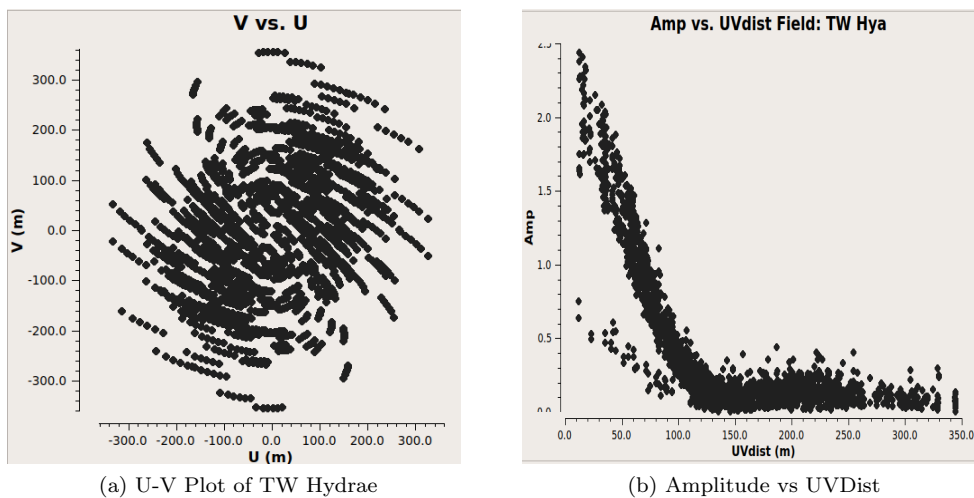 V vs. U
300.0
200.0
100.0
0.0
-100.0
-200.0
-300.0
V (m)
-300.0 -200.0 -100.0 0.0 100.0 200.0 300.0
U (m)
(a) U-V Plot of TW Hydrae
Amp vs. UVdist Field: TW Hya
2.5
2.0
1.5
1.0
0.5
0.0
Amp
0.0 50.0 100.0 150.0 200.0 250.0 300.0 350.0
UVdist (m)
(b) Amplitude vs UVDist